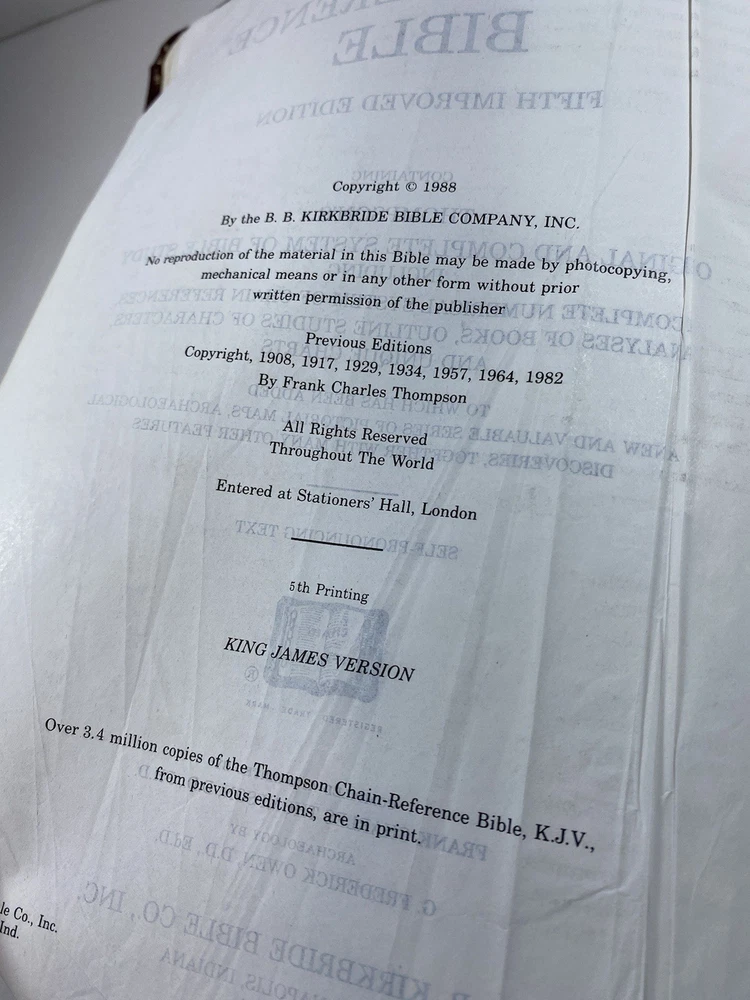 Copyright © 1988
By the B. B. KIRKBRIDE BIBLE COMPANY, INC.
No reproduction of the material in this Bible may be made by photocopying,
mechanical means or in any other form without prior
written permission of the publisher
Previous Editions
Copyright, 1908, 1917, 1929, 1934, 1957, 1964, 1982
By Frank Charles Thompson
All Rights Reserved
Throughout The World
Entered at Stationers' Hall, London
5th Printing
KING JAMES VERSION
Over 3.4 million copies of the Thompson Chain-Reference Bible, K.J.V.,
from previous editions, are in print.
le Co., Inc.
Ind.